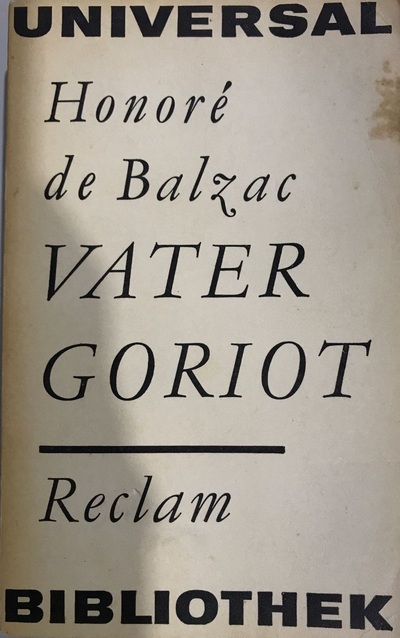 UNIVERSAL
Honoré
de Balzac
VATER
GORIOT
Reclam
BIBLIOTHEK